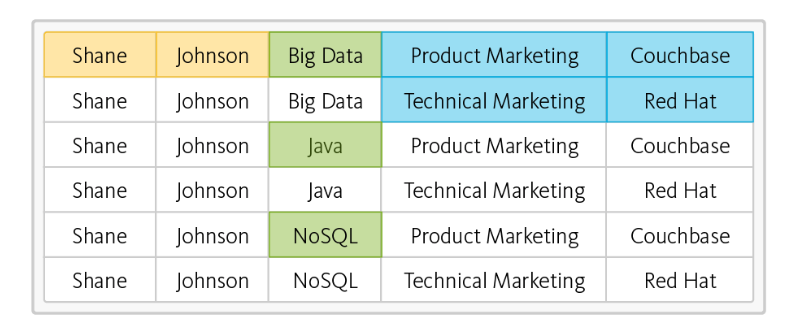 Shane Johnson Big Data Product Marketing Couchbase
Shane Johnson Big Data Technical Marketing Red Hat
Shane Johnson Java Product Marketing Couchbase
Shane Johnson Java Technical Marketing Red Hat
Shane Johnson NoSQL Product Marketing Couchbase
Shane Johnson NoSQL Technical Marketing Red Hat